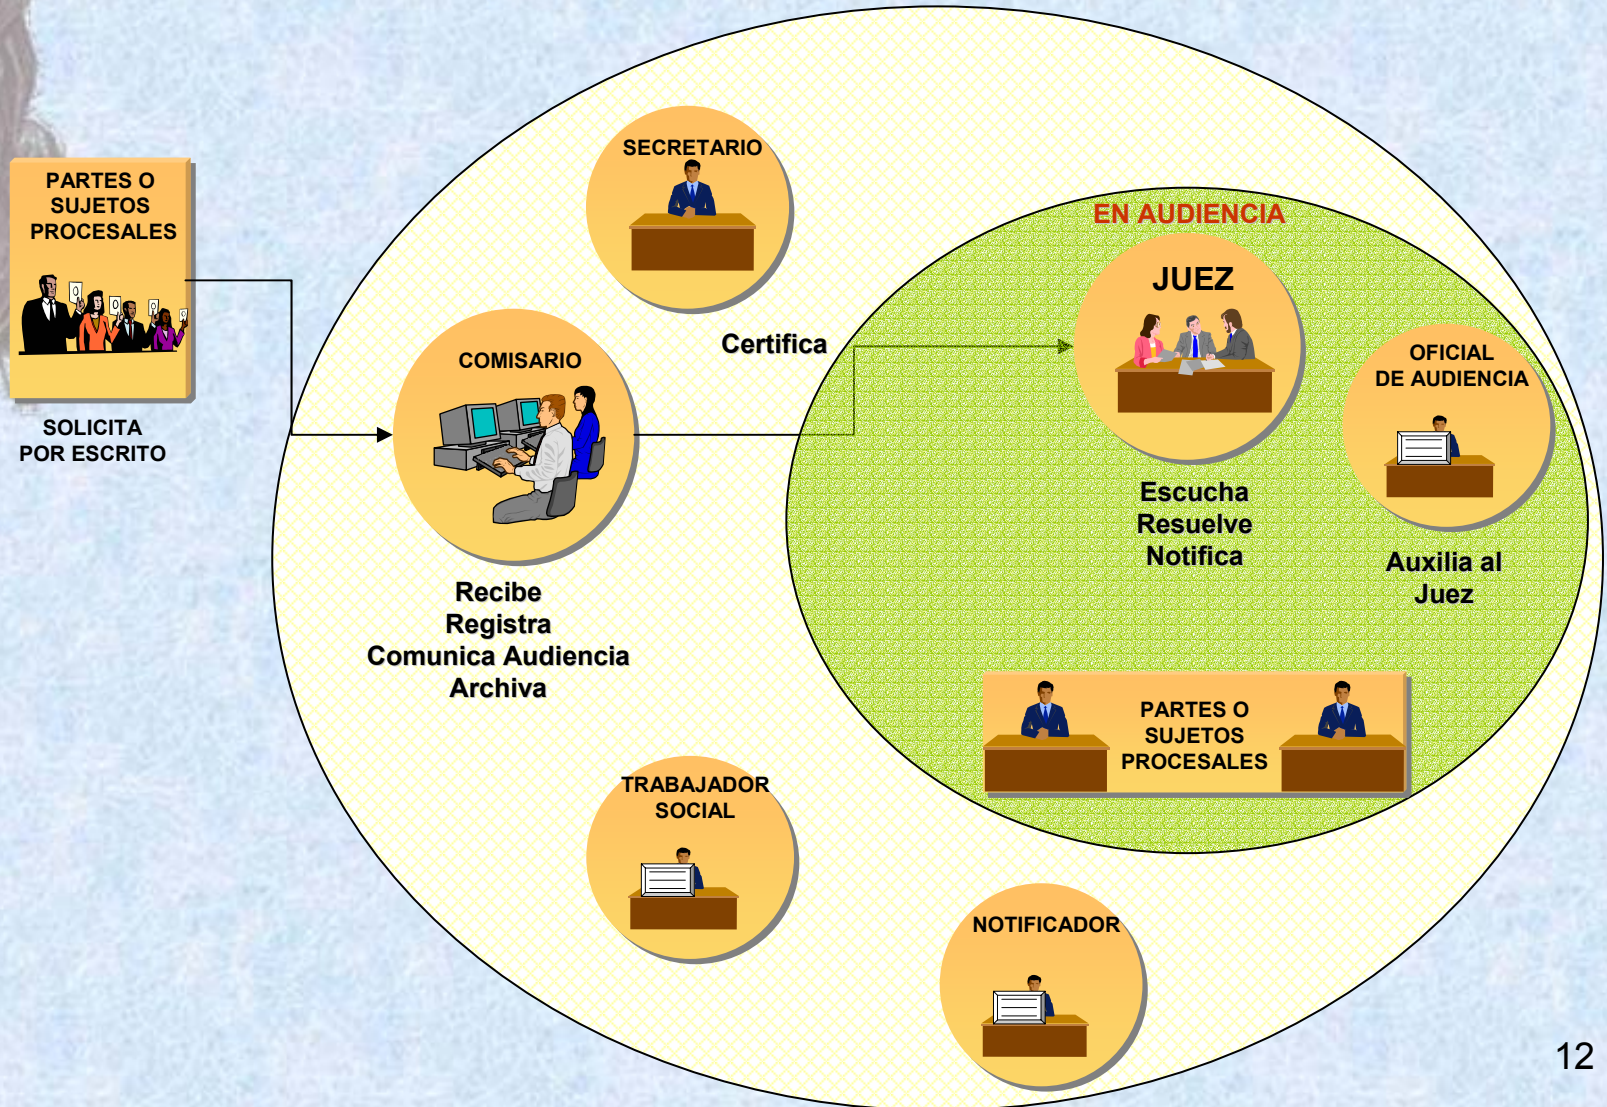 PARTES O
SUJETOS
PROCESALES
SOLICITA
POR ESCRITO
SECRETARIO
Certifica
COMISARIO
Recibe
Registra
Comunica Audiencia
Archiva
EN AUDIENCIA
JUEZ
Escucha
Resuelve
Notifica
OFICIAL
DE AUDIENCIA
Auxilia al
Juez
PARTES O
SUJETOS
PROCESALES
TRABAJADOR
SOCIAL
NOTIFICADOR
12